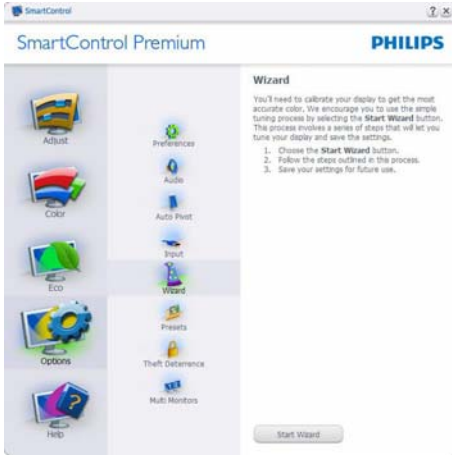 SmartControl
SmartControl Premium
PHILIPS
Adjust
Color
Eco
Options
Help
Preferences
Audio
Auto Pivot
Input
Wizard
Presets
Theft Deterrence
Multi Monitors
Wizard
You'll need to calibrate your display to get the most
accurate color. We encourage you to use the simple
tuning process by selecting the Start Wizard button.
This process involves a series of steps that will let you
tune your display and save the settings.
1. Choose the Start Wizard button.
2. Follow the steps outlined in this process.
3. Save your settings for future use.
Start Wizard